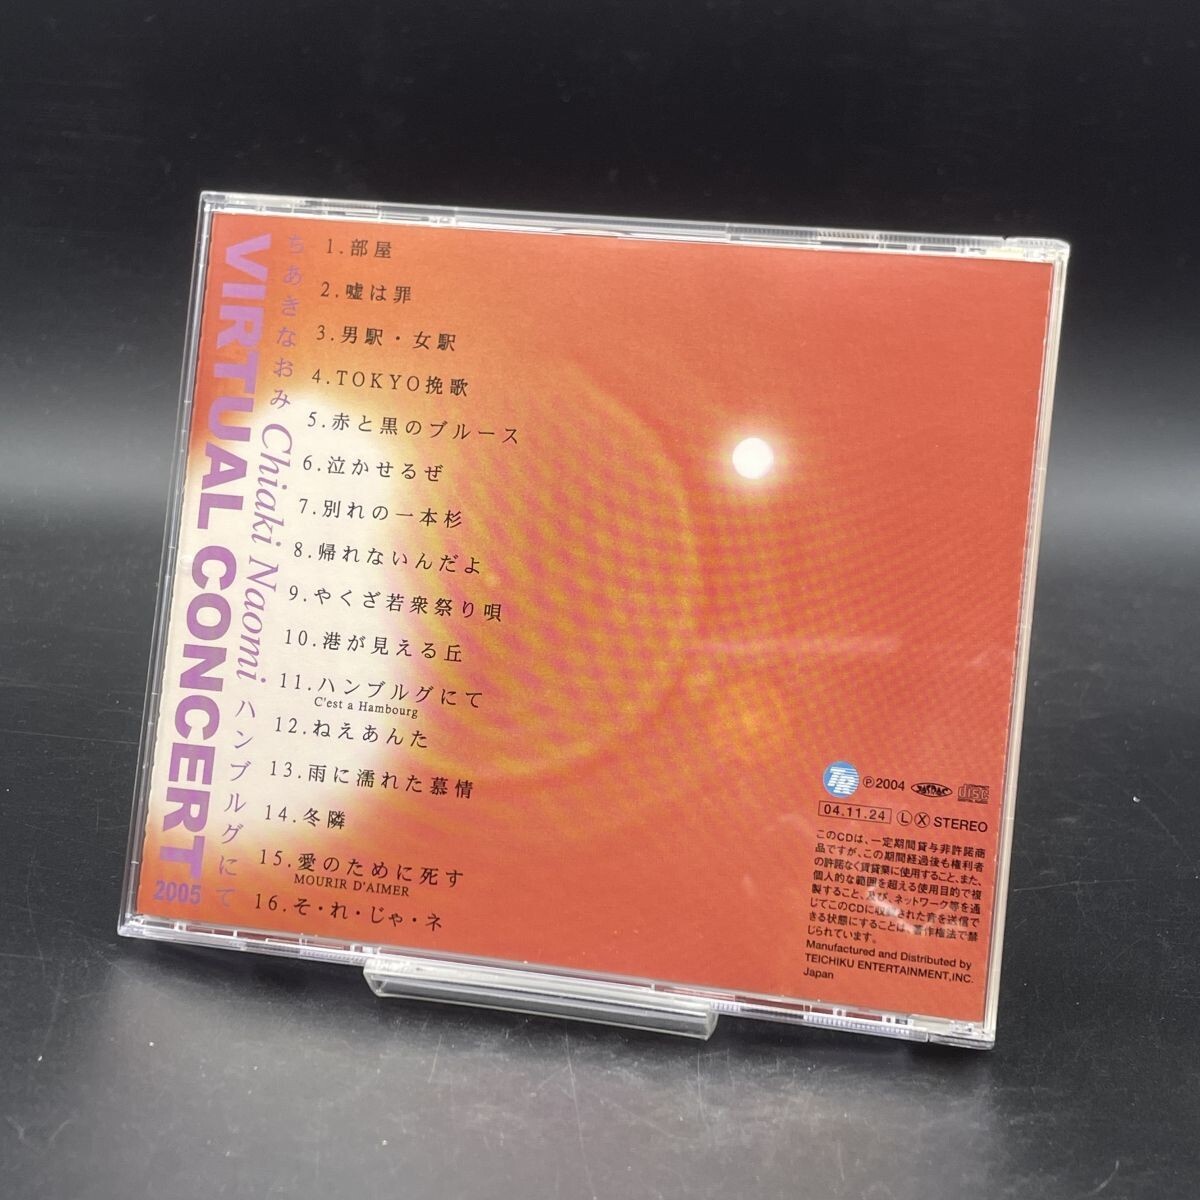 VIRTUAL CONCERT 2005
ちあきなおみ Chiaki Naomi ハンブルグにて
1.部屋
2.嘘は罪
3.男駅・女駅
4.TOKYO挽歌
5.赤と黒のブルース
6.泣かせるぜ
7.別れの一本杉
8.帰れないんだよ
9.やくざ若衆祭り唄
10.港が見える丘
11.ハンブルグにて
C'est a Hambourg
12.ねえあんた
13.雨に濡れた慕情
14.冬隣
15.愛のために死す
MOURIR D'AIMER
16.そ・れ・じゃ・ネ
℗2004 JASRAC disc
04.11.24 Ⓛ Ⓧ STEREO
このCDは、一定期間貸与非許諾商
品ですが、この期間経過後も権利者
の許諾なく賃貸業に使用すること、また、
個人的な範囲を超える使用目的で複
製すること、及び、ネットワーク等を通
じてこのCDに収録された音を送信で
きる状態にすることは、著作権法で禁
じられています。
Manufactured and Distributed by
TEICHIKU ENTERTAINMENT,INC.
Japan